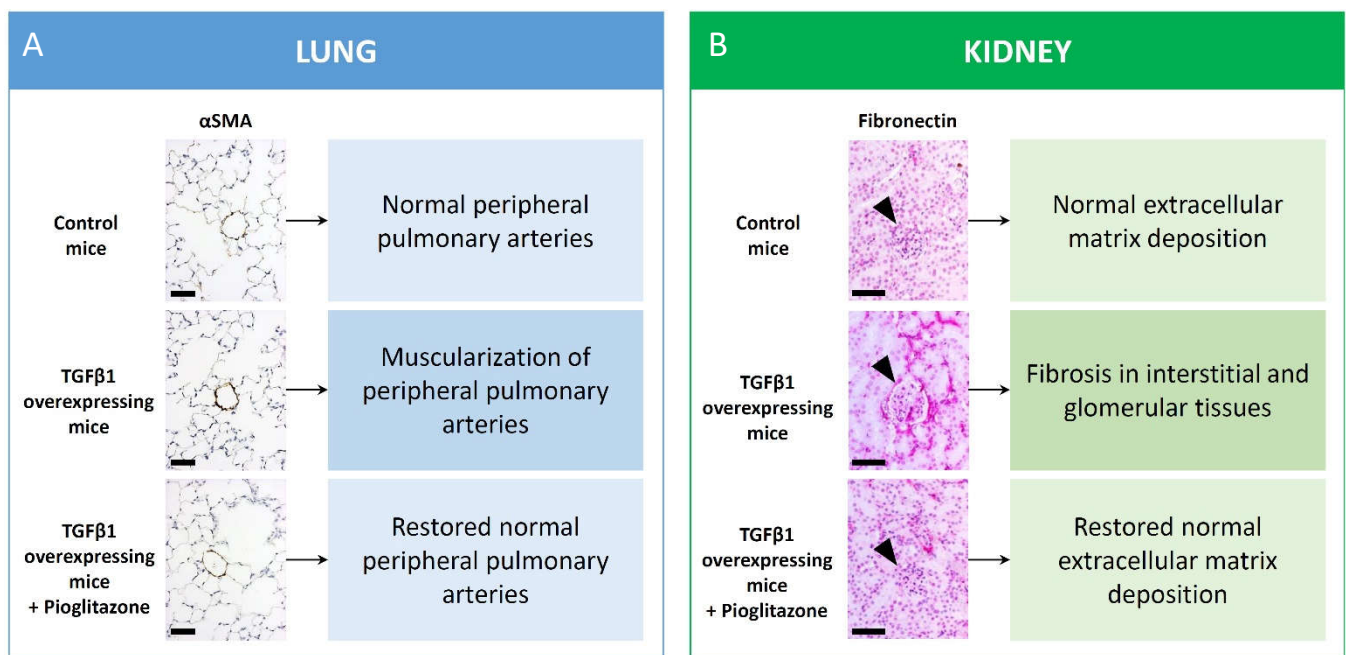 A
LUNG
αSMA
Control
mice
Normal peripheral
pulmonary arteries
TGFβ1
overexpressing
mice
Muscularization of
peripheral pulmonary
arteries
TGFβ1
overexpressing
mice
+ Pioglitazone
Restored normal
peripheral pulmonary
arteries
B
KIDNEY
Fibronectin
Control
mice
Normal extracellular
matrix deposition
TGFβ1
overexpressing
mice
Fibrosis in interstitial and
glomerular tissues
TGFβ1
overexpressing
mice
+ Pioglitazone
Restored normal
extracellular matrix
deposition